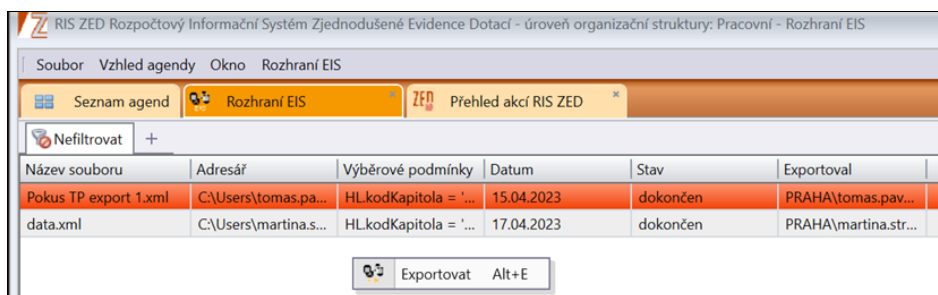 RIS ZED Rozpočtový Informační Systém Zjednodušené Evidence Dotací - úroveň organizační struktury: Pracovní - Rozhraní EIS
Soubor Vzhled agendy Okno Rozhraní EIS
Seznam agend Rozhraní EIS ZED Přehled akcí RIS ZED
Nefiltrovat +
Název souboru Adresář Výběrové podmínky Datum Stav Exportoval
Pokus TP export 1.xml C:\Users\tomas.pa... HL.kodKapitola = '... 15.04.2023 dokončen PRAHA\tomas.pav...
data.xml C:\Users\martina.s... HL.kodKapitola = '... 17.04.2023 dokončen PRAHA\martina.str...
Exportovat Alt+E